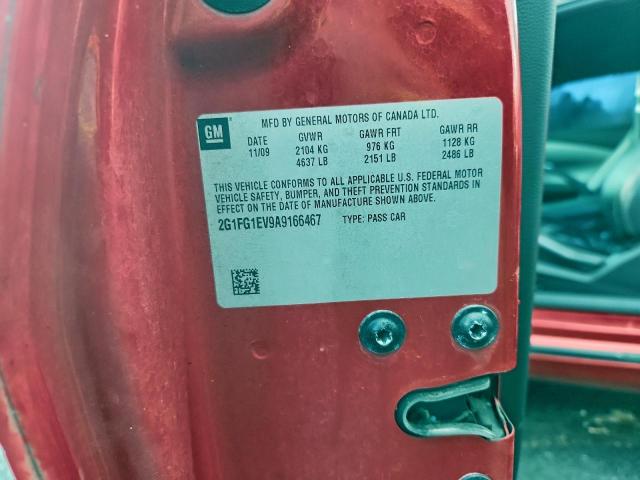 GM
MFD BY GENERAL MOTORS OF CANADA LTD.
DATE GVWR GAWR FRT GAWR RR
11/09 2104 KG 976 KG 1128 KG
4637 LB 2151 LB 2486 LB
THIS VEHICLE CONFORMS TO ALL APPLICABLE U.S. FEDERAL MOTOR
VEHICLE SAFETY, BUMPER, AND THEFT PREVENTION STANDARDS IN
EFFECT ON THE DATE OF MANUFACTURE SHOWN ABOVE.
2G1FG1EV9A9166467 TYPE: PASS CAR